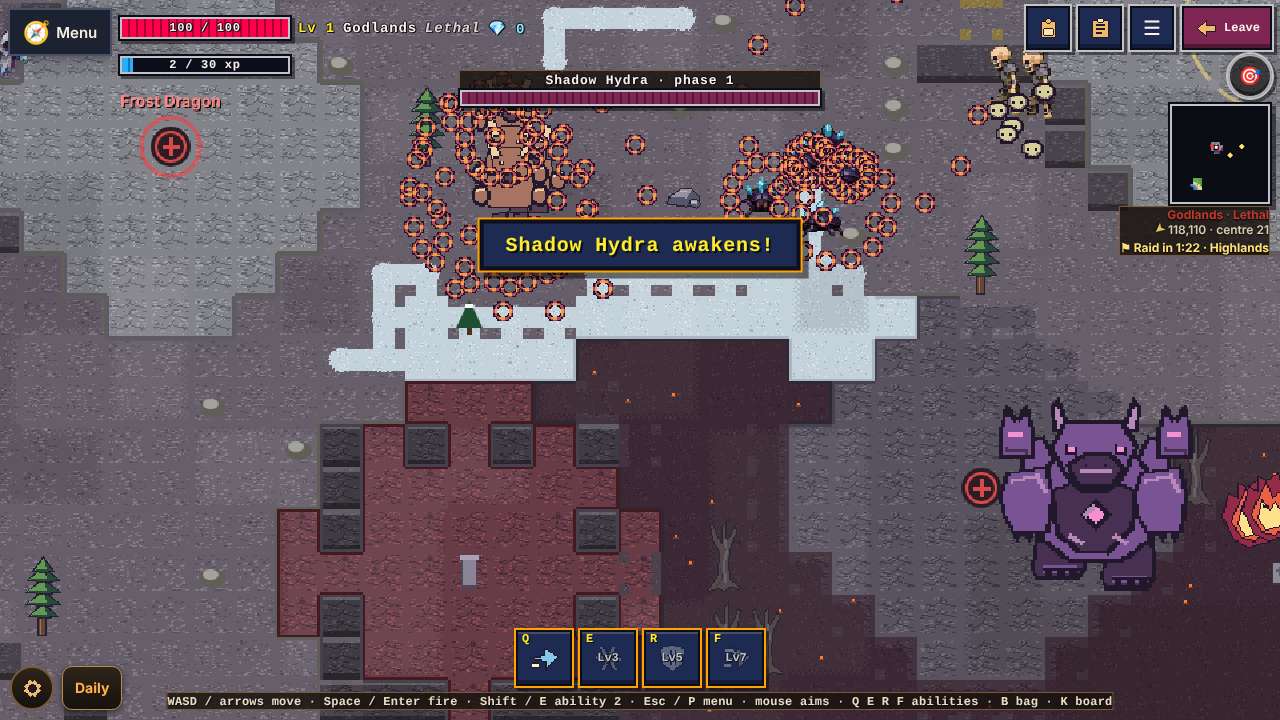 Menu
100 / 100
Lv 1 Godlands Lethal 💎 0
2 / 30 xp
Leave
Shadow Hydra · phase 1
Frost Dragon
Godlands · Lethal
118,110 · centre 21
Raid in 1:22 · Highlands
Shadow Hydra awakens!
Q
E
Lv3
R
Lv5
F
Lv7
Daily
WASD / arrows move · Space / Enter fire · Shift / E ability 2 · Esc / P menu · mouse aims · Q E R F abilities · B bag · K board